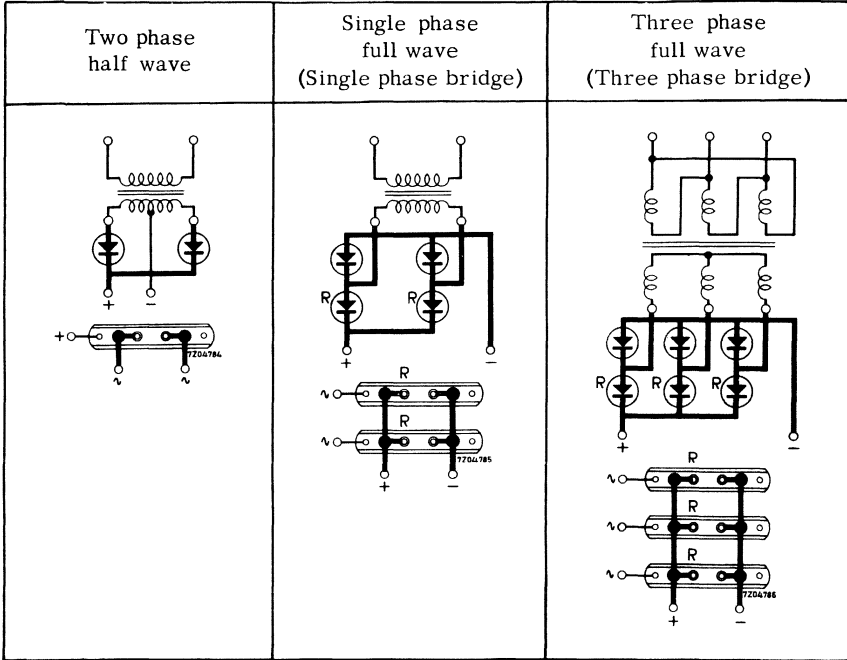 Two phase
half wave
Single phase
full wave
(Single phase bridge)
Three phase
full wave
(Three phase bridge)
+ −
+
7Z04784
∿ ∿
R R
+ −
R
∿
R
∿
7Z04785
+ −
R R R
+ −
R
∿
R
∿
R
∿
7Z04786
+ −